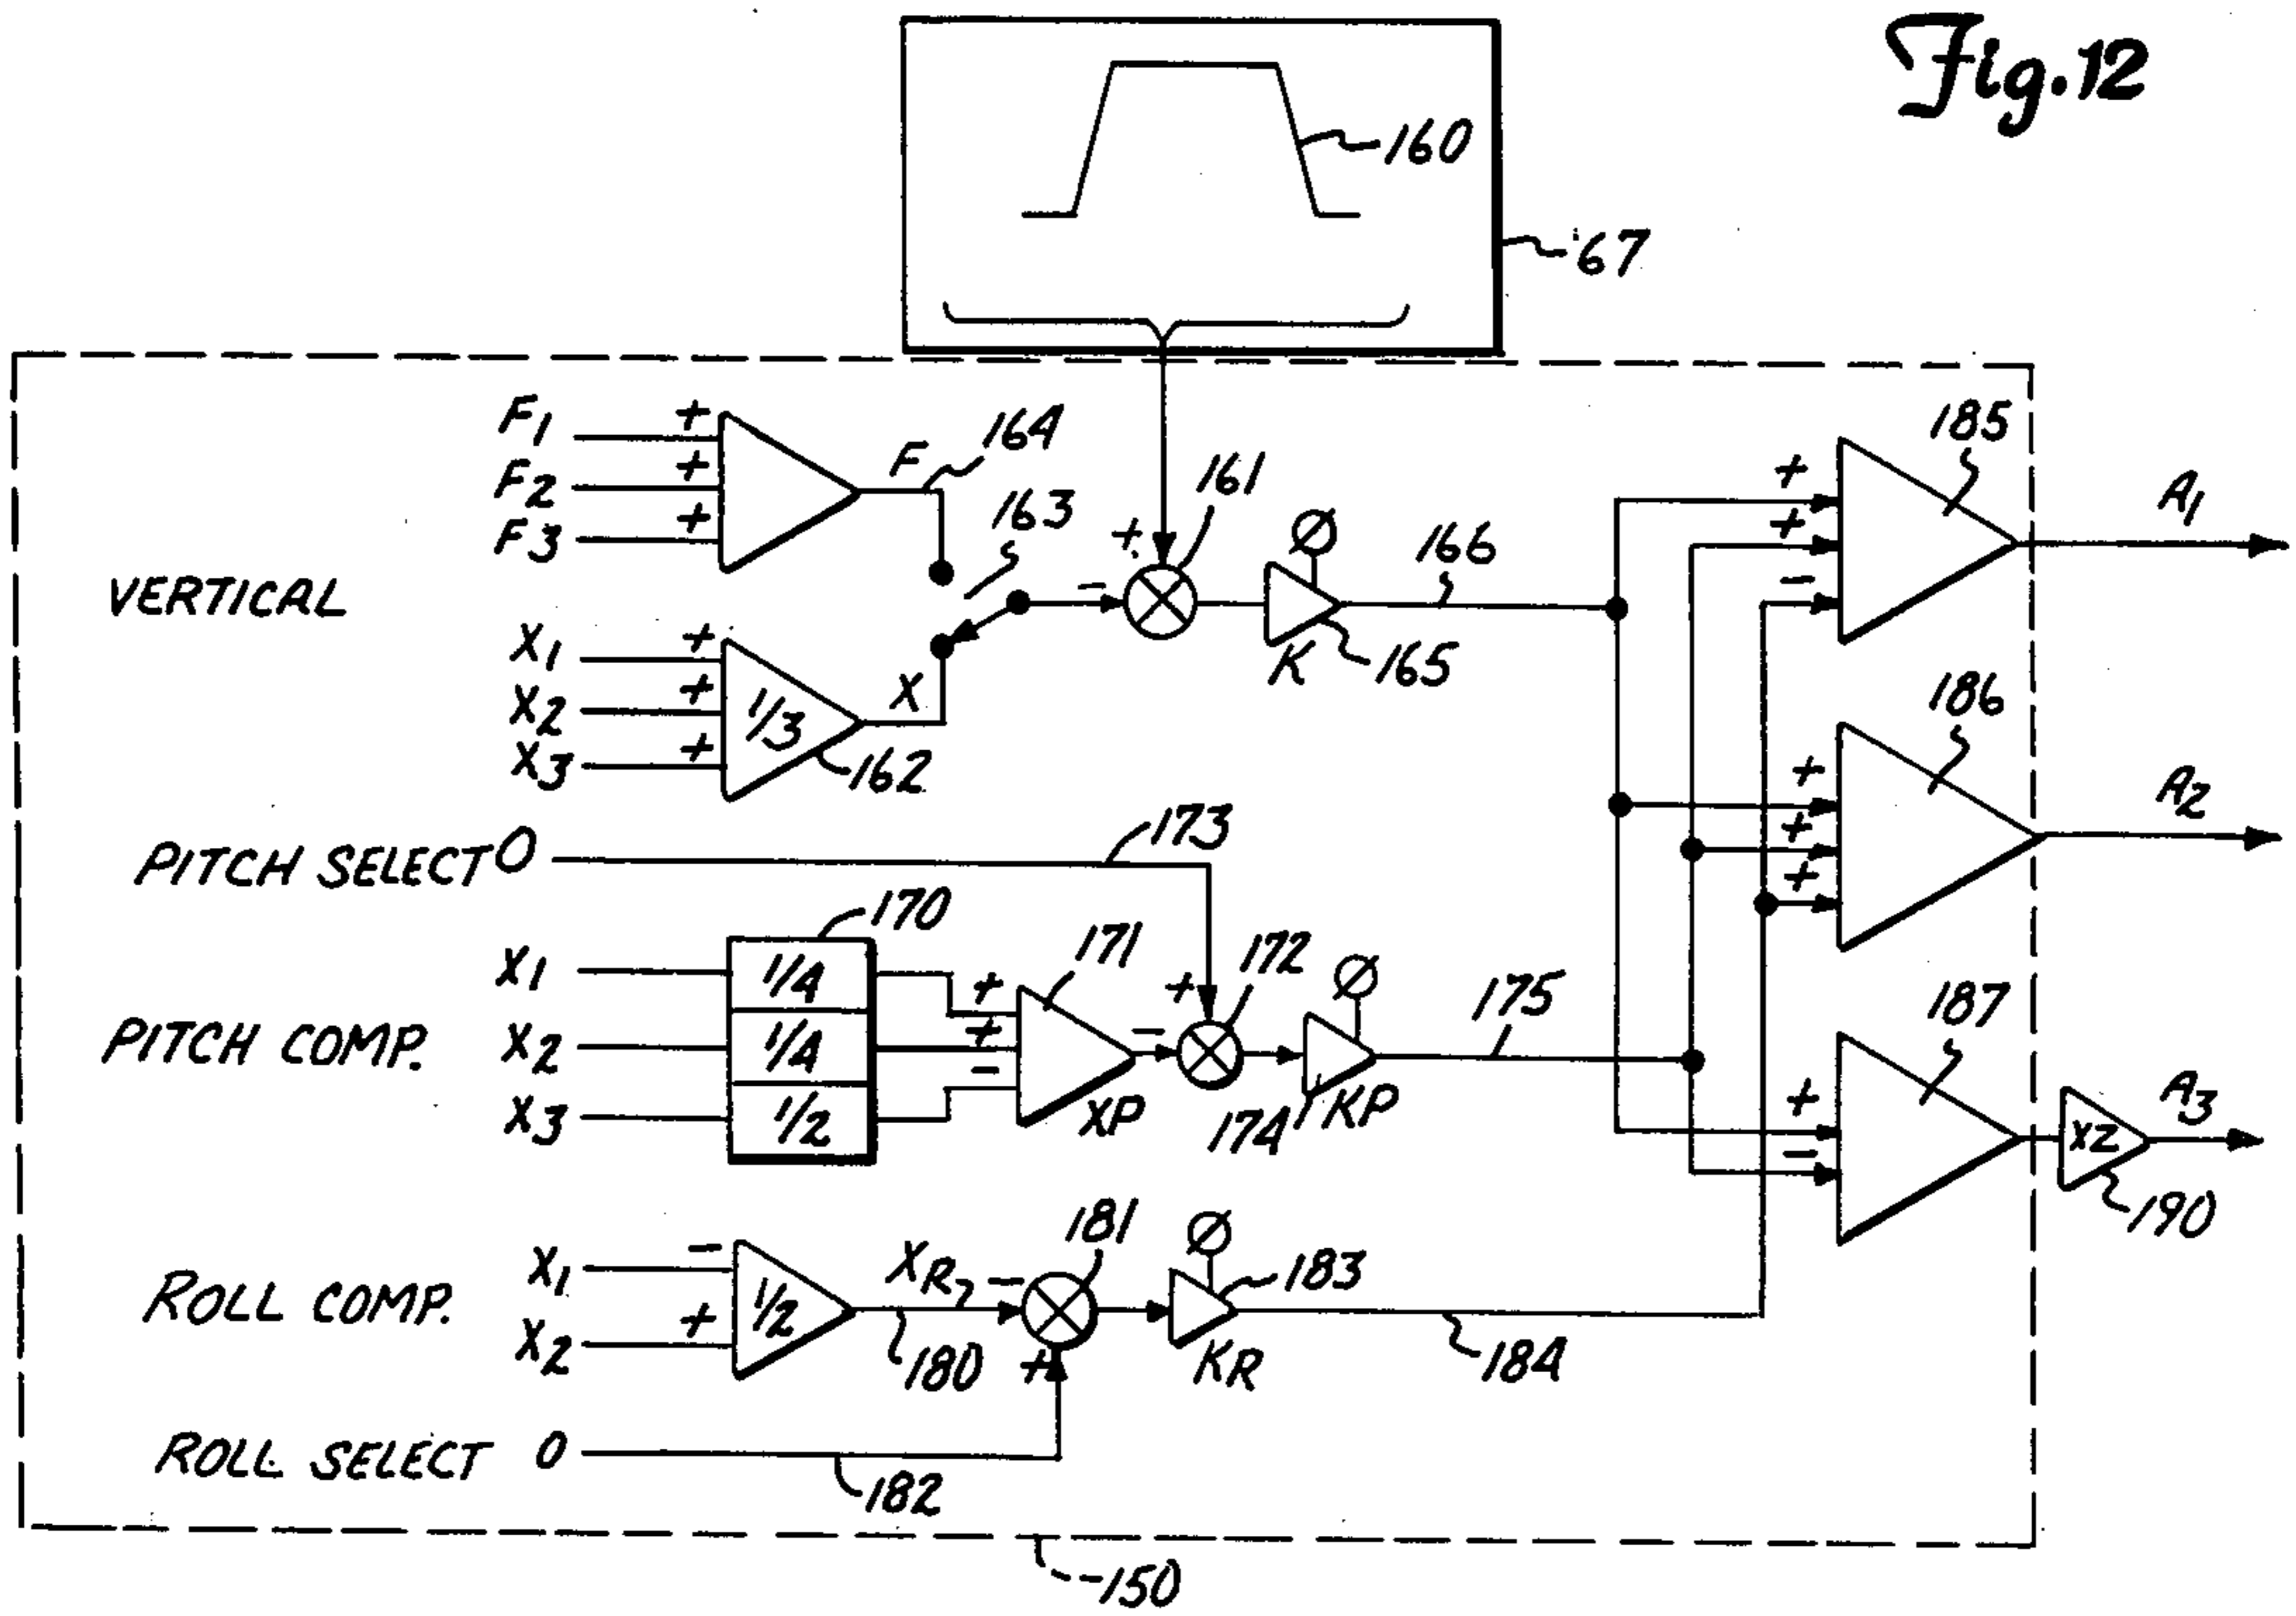 Fig.12
160
67
F1 +
F2 +
F3 +
F 164
163
161
+
-
Ø
K
165
166
VERTICAL
X1 +
X2 +
X3 +
1/3
X
162
185
+
+
-
A1
186
+
+
+
A2
PITCH SELECT 0
173
170
X1
1/4
PITCH COMP.
X2
1/4
X3
1/2
+
+
-
171
XP
-
+
172
Ø
174
KP
175
187
+
-
X2
A3
190
ROLL COMP.
X1 -
X2 +
1/2
XR2
180
-
181
+
Ø
183
KR
184
ROLL SELECT 0
182
150